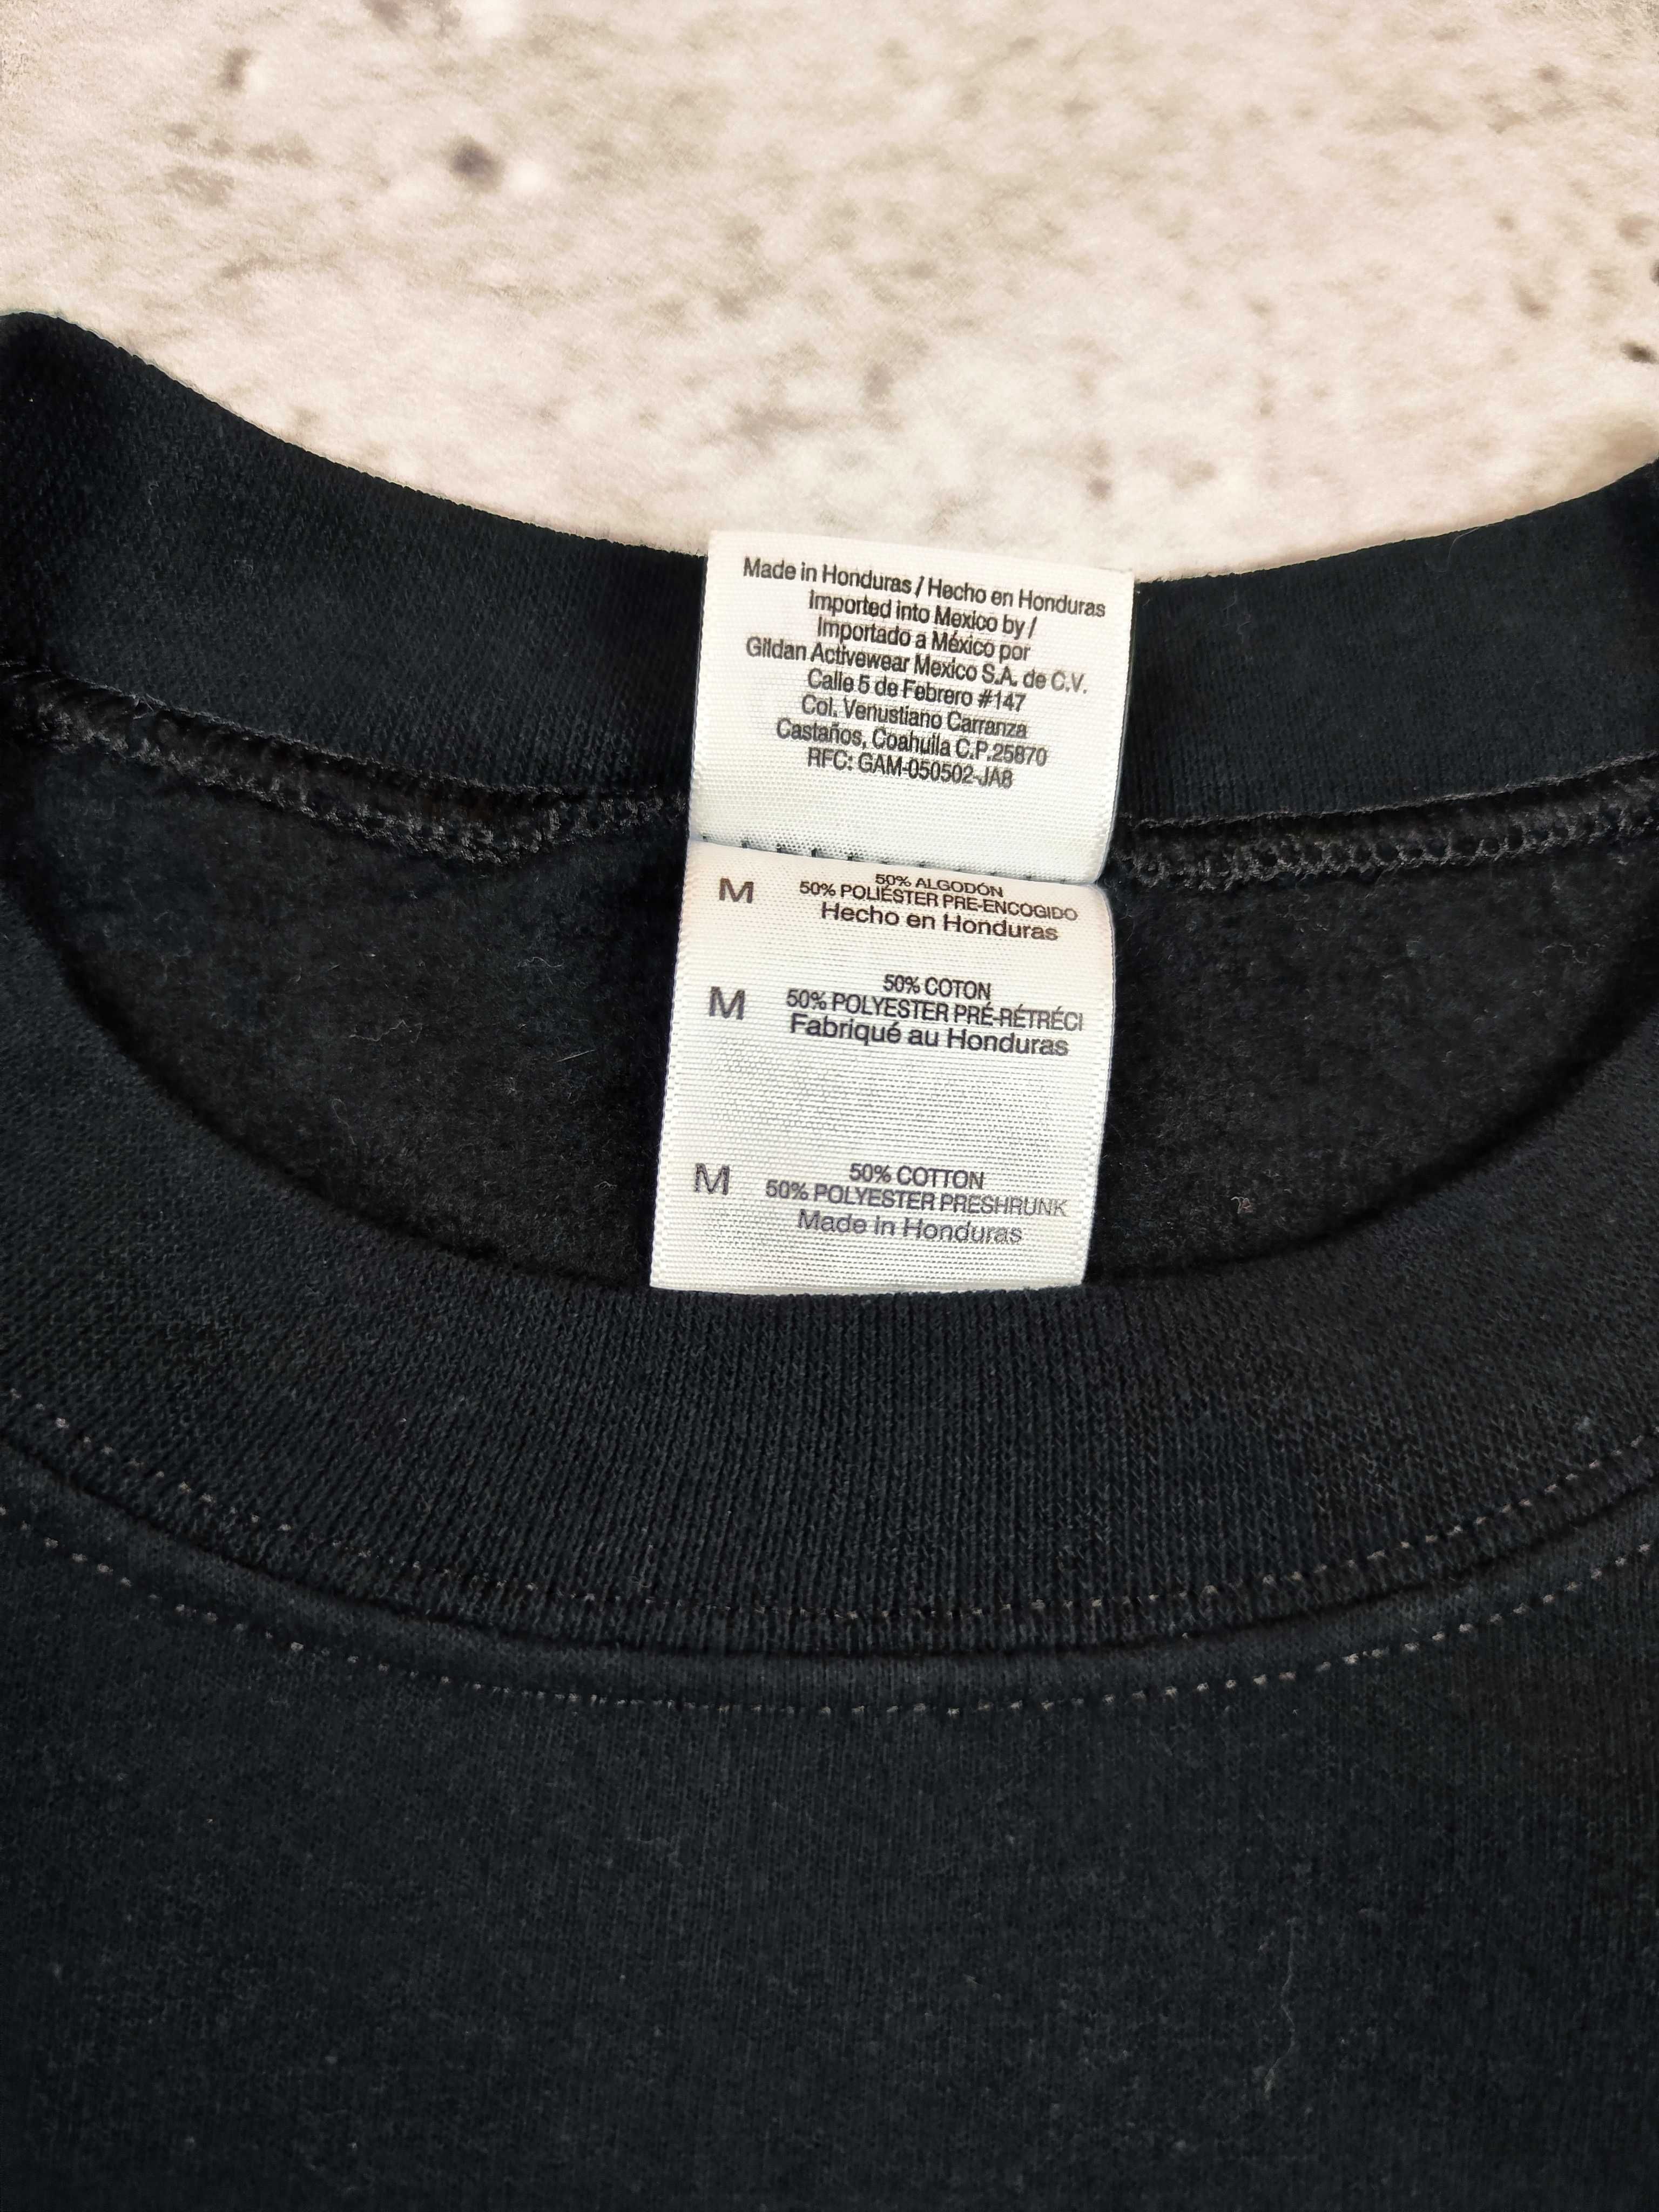 Made in Honduras / Hecho en Honduras
Imported into Mexico by /
Importado a México por
Gildan Activewear Mexico S.A. de C.V.
Calle 5 de Febrero #147
Col. Venustiano Carranza
Castaños, Coahuila C.P.25870
RFC: GAM-050502-JA8
M
50% ALGODÓN
50% POLIÉSTER PRE-ENCOGIDO
Hecho en Honduras
M
50% COTON
50% POLYESTER PRÉ-RÉTRÉCI
Fabriqué au Honduras
M
50% COTTON
50% POLYESTER PRESHRUNK
Made in Honduras